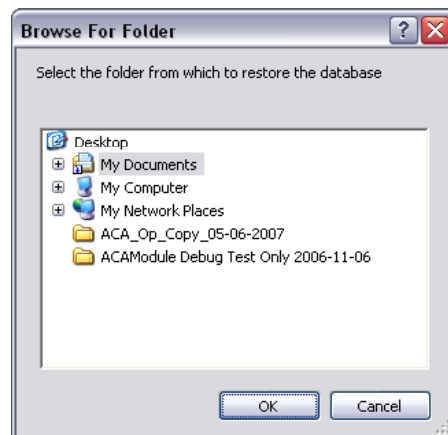 Browse For Folder
Select the folder from which to restore the database
Desktop
My Documents
My Computer
My Network Places
ACA_Op_Copy_05-06-2007
ACAModule Debug Test Only 2006-11-06
OK
Cancel